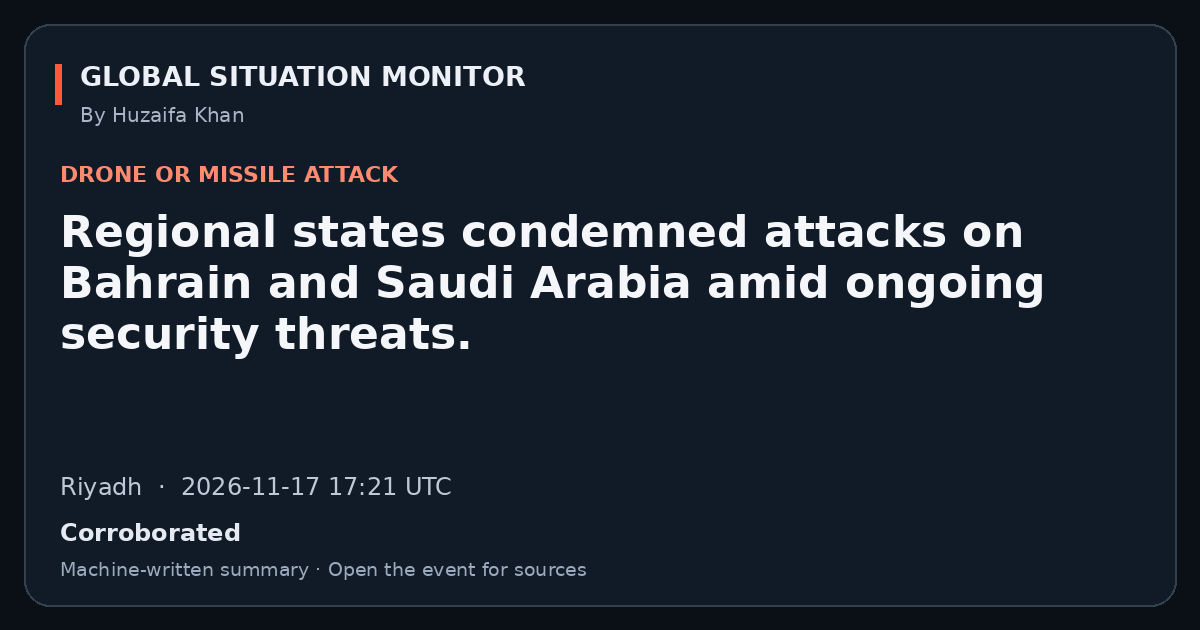 GLOBAL SITUATION MONITOR
By Huzaifa Khan
DRONE OR MISSILE ATTACK
Regional states condemned attacks on
Bahrain and Saudi Arabia amid ongoing
security threats.
Riyadh · 2026-11-17 17:21 UTC
Corroborated
Machine-written summary · Open the event for sources